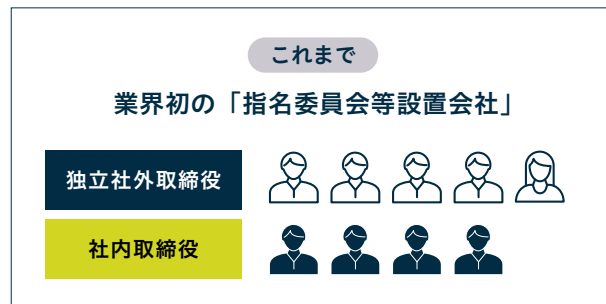 これまで
業界初の「指名委員会等設置会社」
独立社外取締役
社内取締役